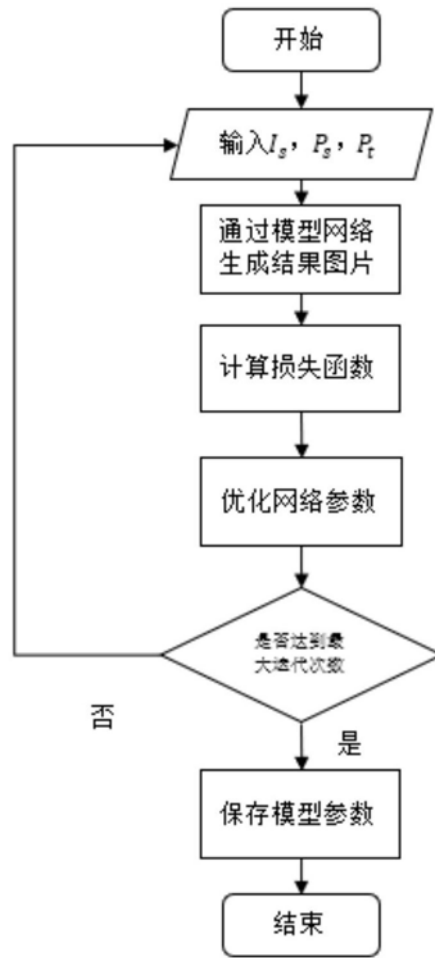 开始
输入I_s，P_s，P_t
通过模型网络
生成结果图片
计算损失函数
优化网络参数
是否达到最
大迭代次数
否
是
保存模型参数
结束